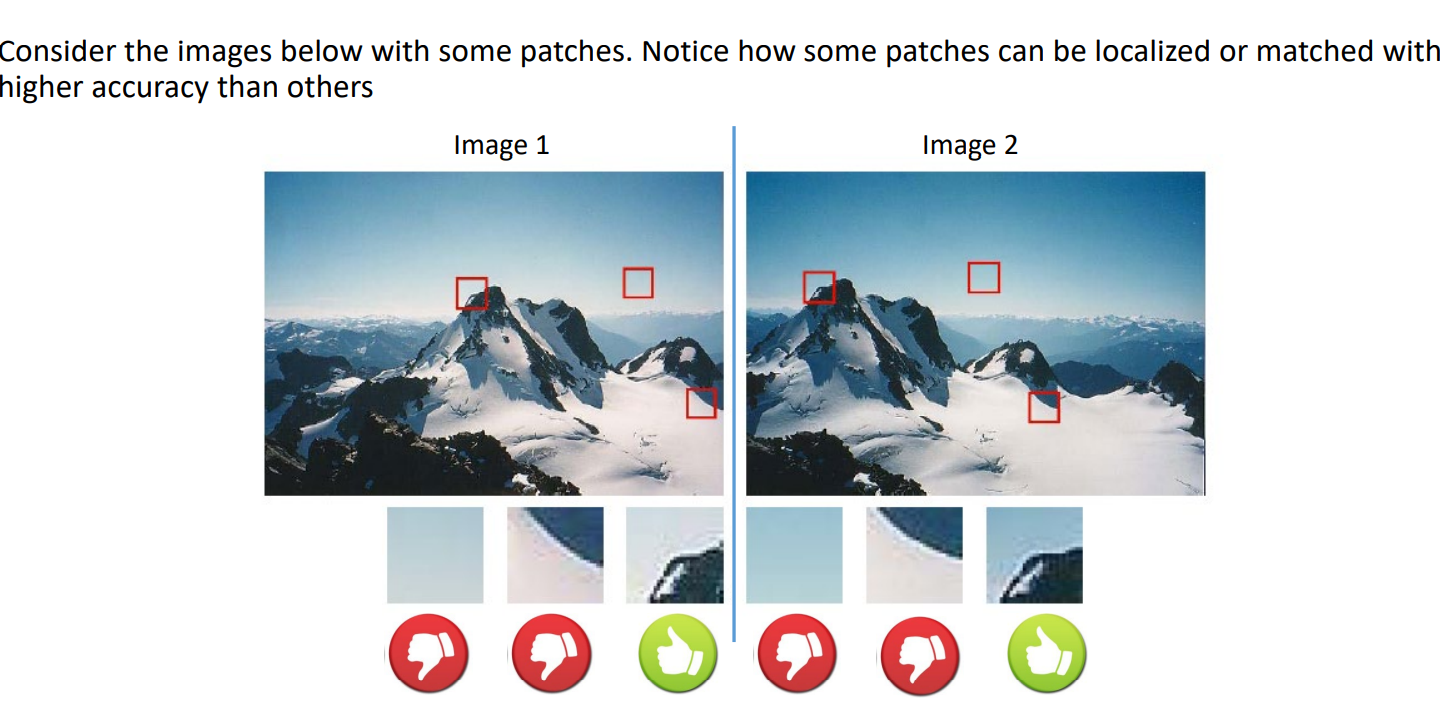 Consider the images below with some patches. Notice how some patches can be localized or matched with
higher accuracy than others
Image 1
Image 2